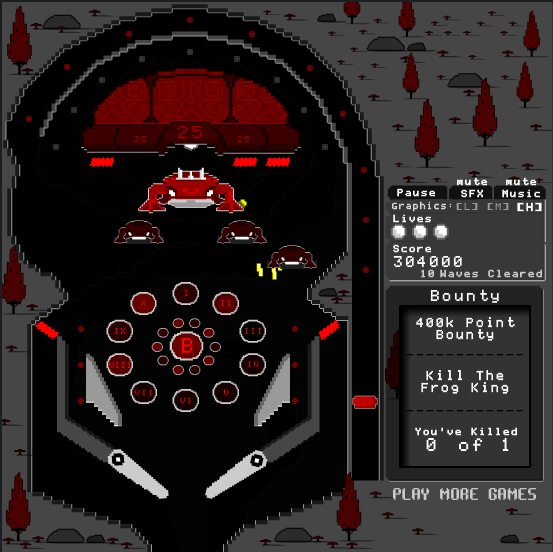 25 25 25
Pause
mute SFX
mute Music
Graphics: [L] [M] [H]
Lives
Score
304000
10 Waves Cleared
Bounty
400k Point
Bounty
Kill The
Frog King
You've Killed
0 of 1
I
X II
IX III
B
VIII IV
VII V
VI
PLAY MORE GAMES